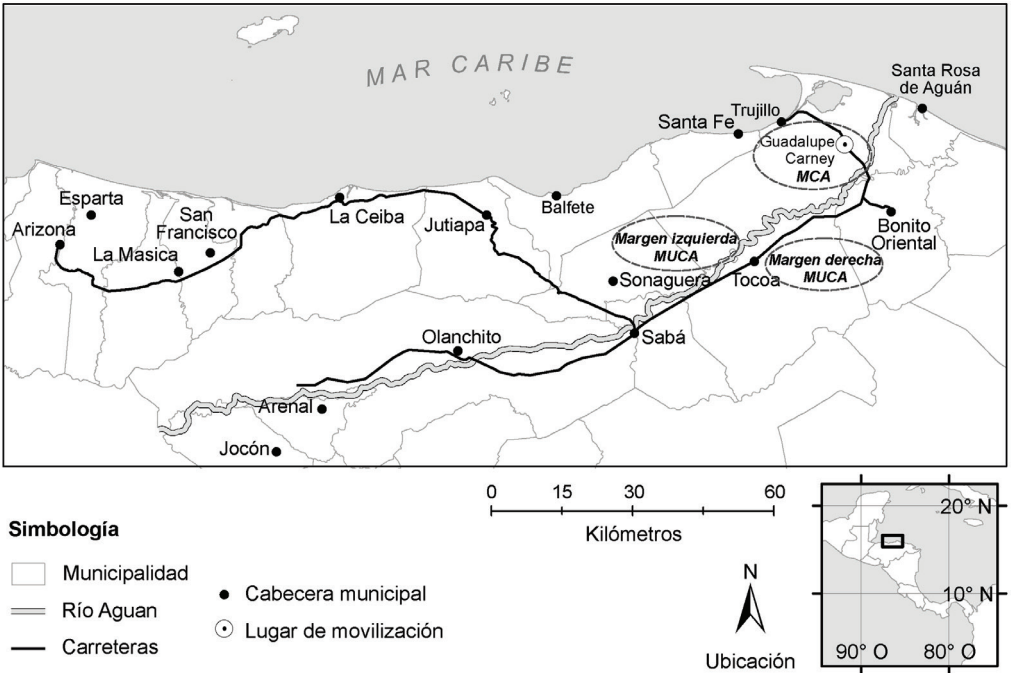 MAR CARIBE
Santa Rosa
de Aguán
Trujillo
Santa Fe
Guadalupe
Carney
MCA
Esparta
Arizona
San
Francisco
La Masica
La Ceiba
Jutiapa
Balfete
Bonito
Oriental
Margen izquierda
MUCA
Margen derecha
MUCA
Sonaguera
Tocoa
Olanchito
Sabá
Arenal
Jocón
0 15 30 60
Kilómetros
Simbología
Municipalidad
Río Aguan
Carreteras
Cabecera municipal
Lugar de movilización
N
Ubicación
20° N
10° N
90° O 80° O